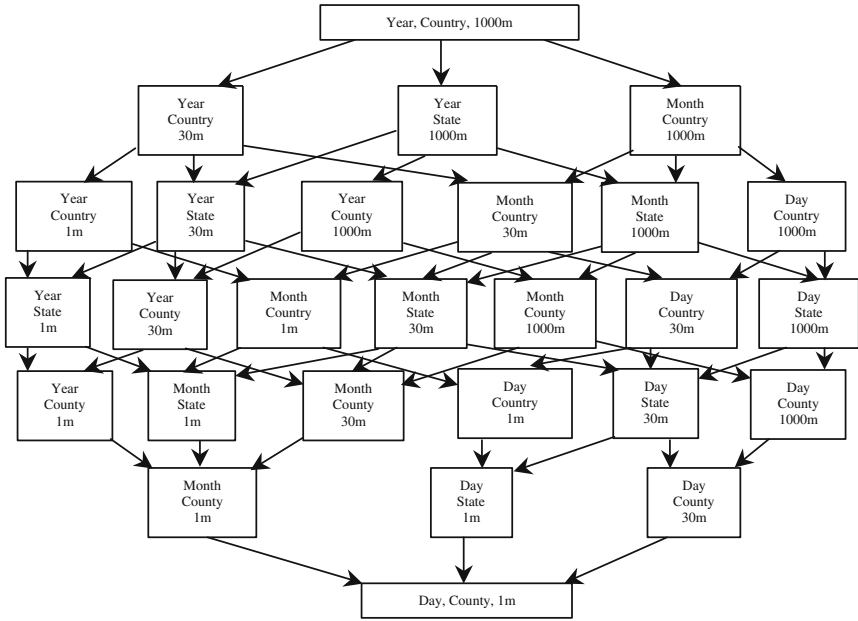 Year, Country, 1000m
Year
Country
30m
Year
State
1000m
Month
Country
1000m
Year
Country
1m
Year
State
30m
Year
County
1000m
Month
Country
30m
Month
State
1000m
Day
Country
1000m
Year
State
1m
Year
County
30m
Month
Country
1m
Month
State
30m
Month
County
1000m
Day
Country
30m
Day
State
1000m
Year
County
1m
Month
State
1m
Month
County
30m
Day
Country
1m
Day
State
30m
Day
County
1000m
Month
County
1m
Day
State
1m
Day
County
30m
Day, County, 1m